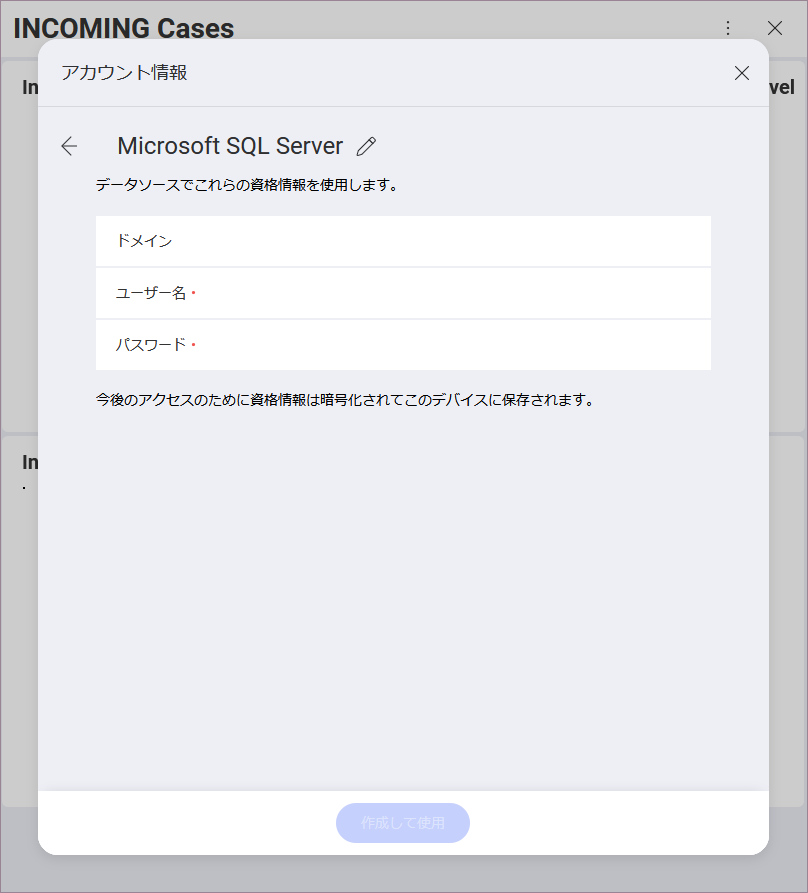 INCOMING Cases
In
vel
アカウント情報
Microsoft SQL Server
データソースでこれらの資格情報を使用します。
ドメイン
ユーザー名
パスワード
今後のアクセスのために資格情報は暗号化されてこのデバイスに保存されます。
In
作成して使用